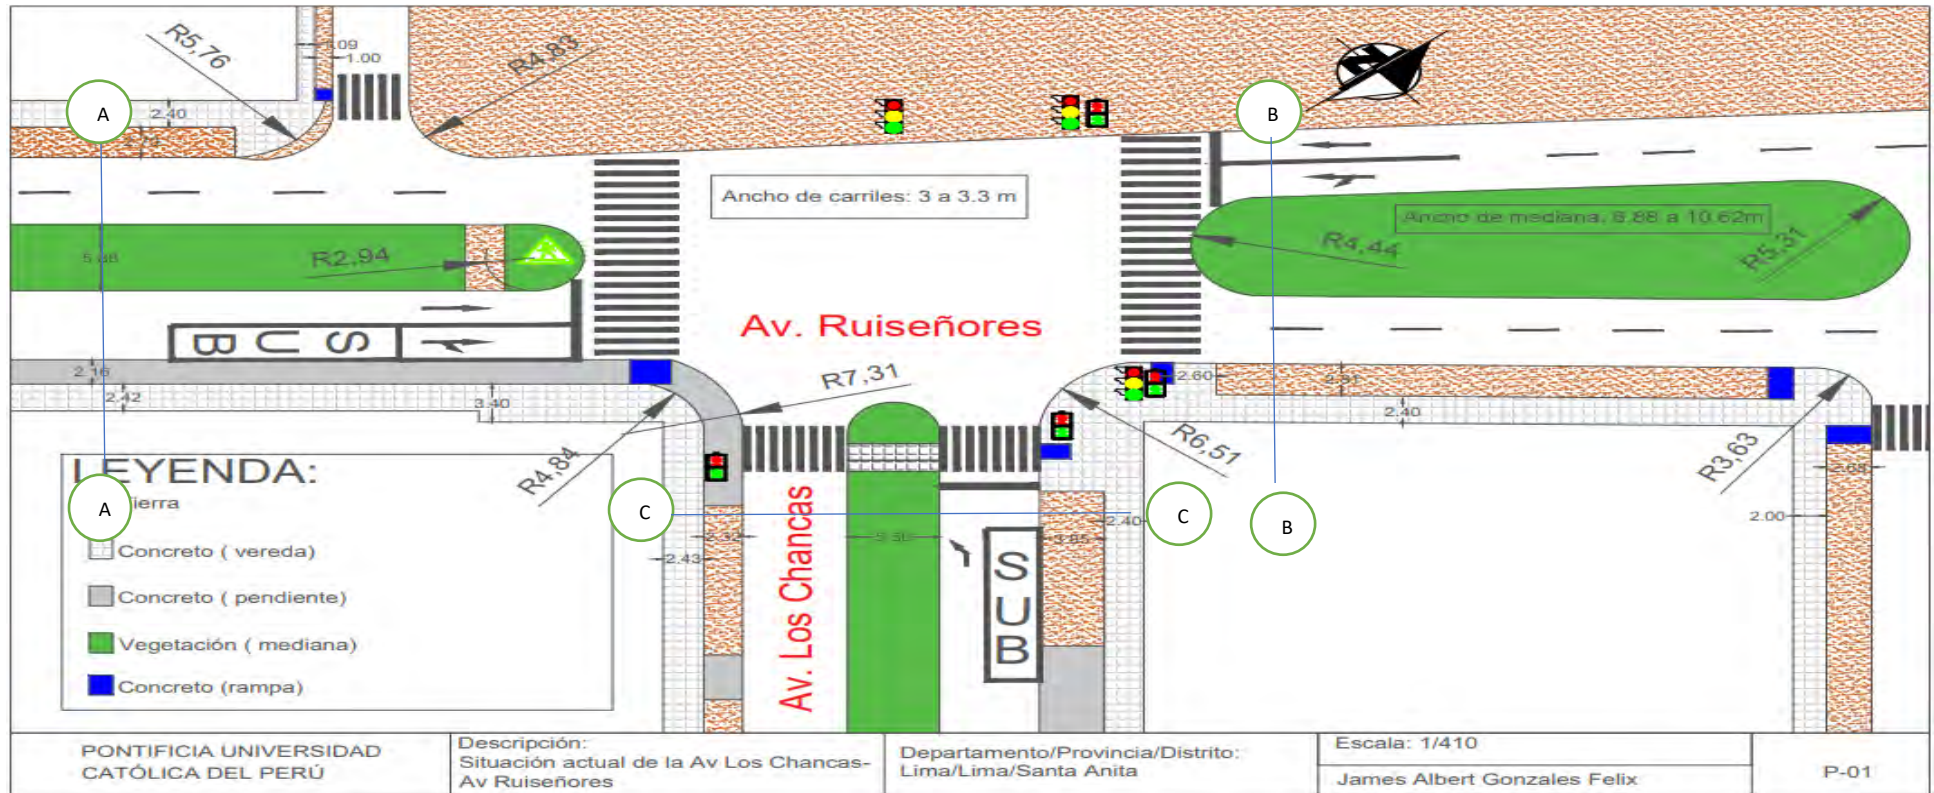 R5,76
1.09
1.00
R4,83
A
2.40
B
Ancho de carriles: 3 a 3.3 m
Ancho de mediana. 8.88 a 10.62m
R2,94
R4,44
R5,31
Av. Ruiseñores
BUS
2.16
2.42
3.40
R7,31
2.60
2.40
R4,84
R6,51
R3,63
LEYENDA:
A
C
C
B
2.00
2.40
2.43
Concreto ( vereda)
Concreto ( pendiente)
Vegetación ( mediana)
Concreto (rampa)
Av. Los Chancas
BUS
PONTIFICIA UNIVERSIDAD
CATÓLICA DEL PERÚ
Descripción:
Situación actual de la Av Los Chancas-
Av Ruiseñores
Departamento/Provincia/Distrito:
Lima/Lima/Santa Anita
Escala: 1/410
James Albert Gonzales Felix
P-01